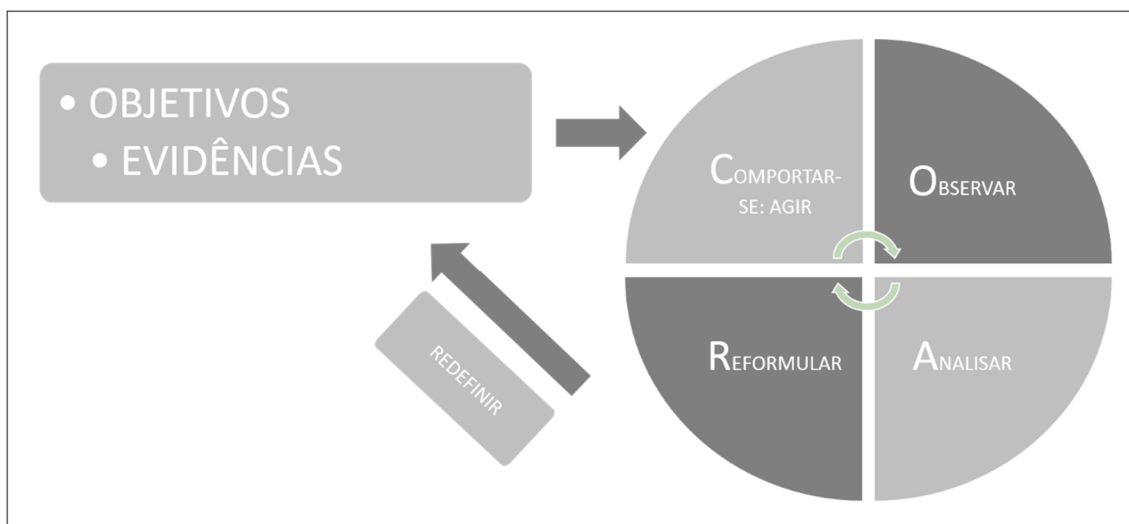 • OBJETIVOS
• EVIDÊNCIAS
COMPORTAR-
SE: AGIR
OBSERVAR
REFORMULAR
ANALISAR
REDEFINIR